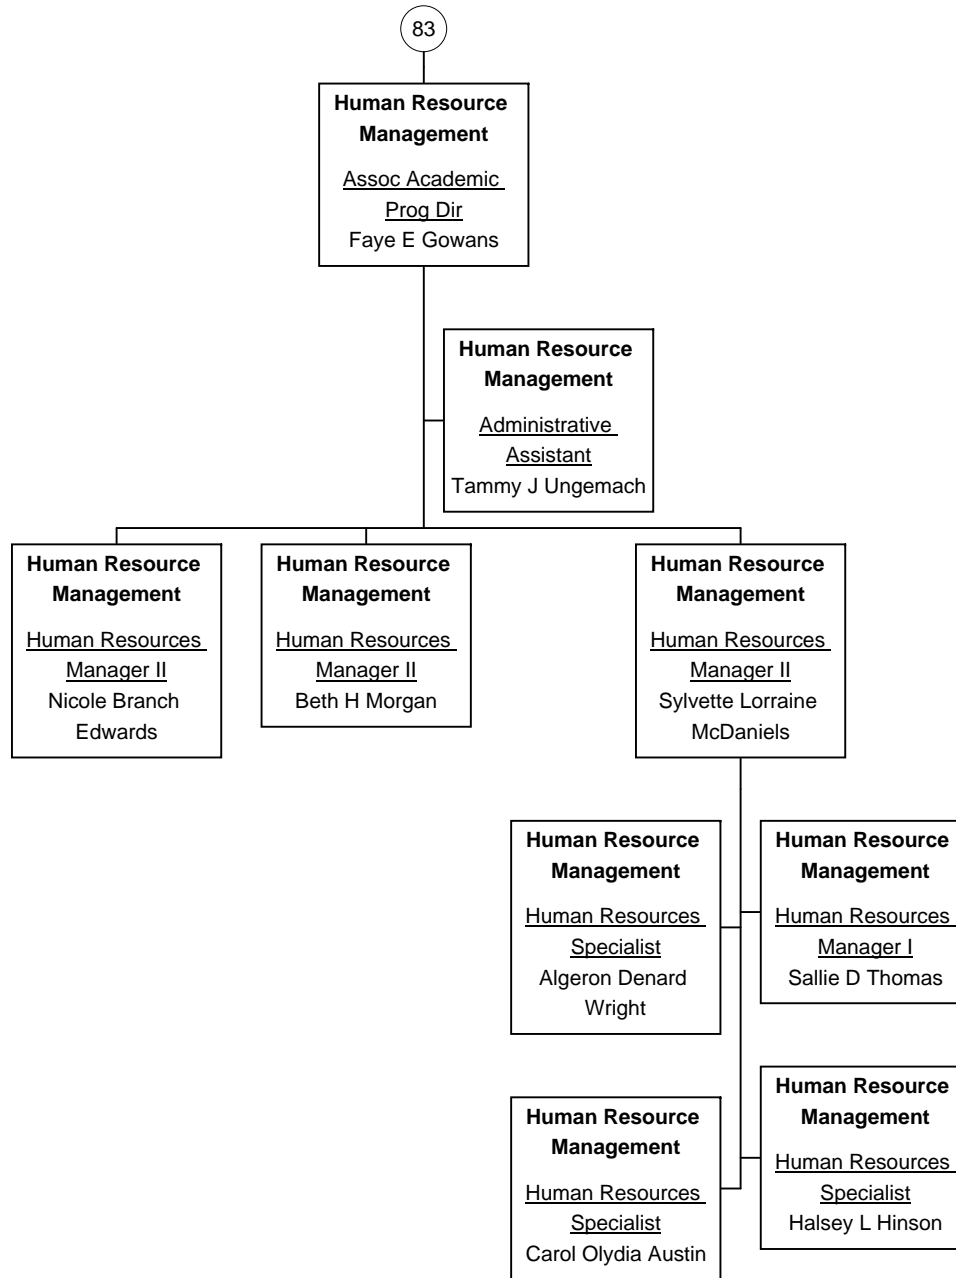 83
Human Resource
Management
Assoc Academic
Prog Dir
Faye E Gowans
Human Resource
Management
Administrative
Assistant
Tammy J Ungemach
Human Resource
Management
Human Resources
Manager II
Nicole Branch
Edwards
Human Resource
Management
Human Resources
Manager II
Beth H Morgan
Human Resource
Management
Human Resources
Manager II
Sylvette Lorraine
McDaniels
Human Resource
Management
Human Resources
Specialist
Algeron Denard
Wright
Human Resource
Management
Human Resources
Manager I
Sallie D Thomas
Human Resource
Management
Human Resources
Specialist
Carol Olydia Austin
Human Resource
Management
Human Resources
Specialist
Halsey L Hinson